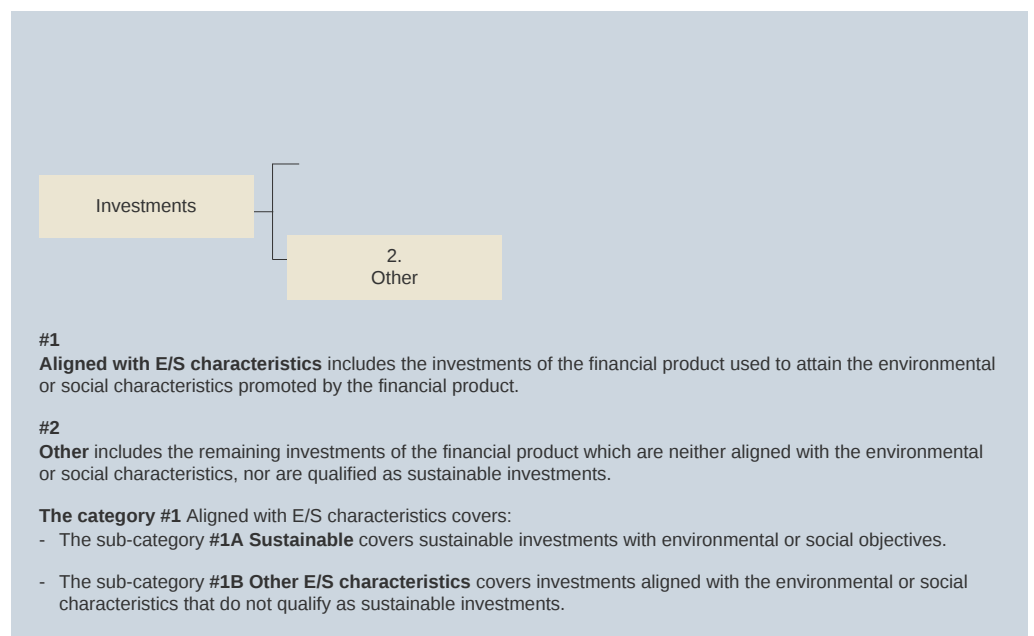 Investments
2.
Other
#1
Aligned with E/S characteristics includes the investments of the financial product used to attain the environmental
or social characteristics promoted by the financial product.
#2
Other includes the remaining investments of the financial product which are neither aligned with the environmental
or social characteristics, nor are qualified as sustainable investments.
The category #1 Aligned with E/S characteristics covers:
- The sub-category #1A Sustainable covers sustainable investments with environmental or social objectives.
- The sub-category #1B Other E/S characteristics covers investments aligned with the environmental or social
characteristics that do not qualify as sustainable investments.